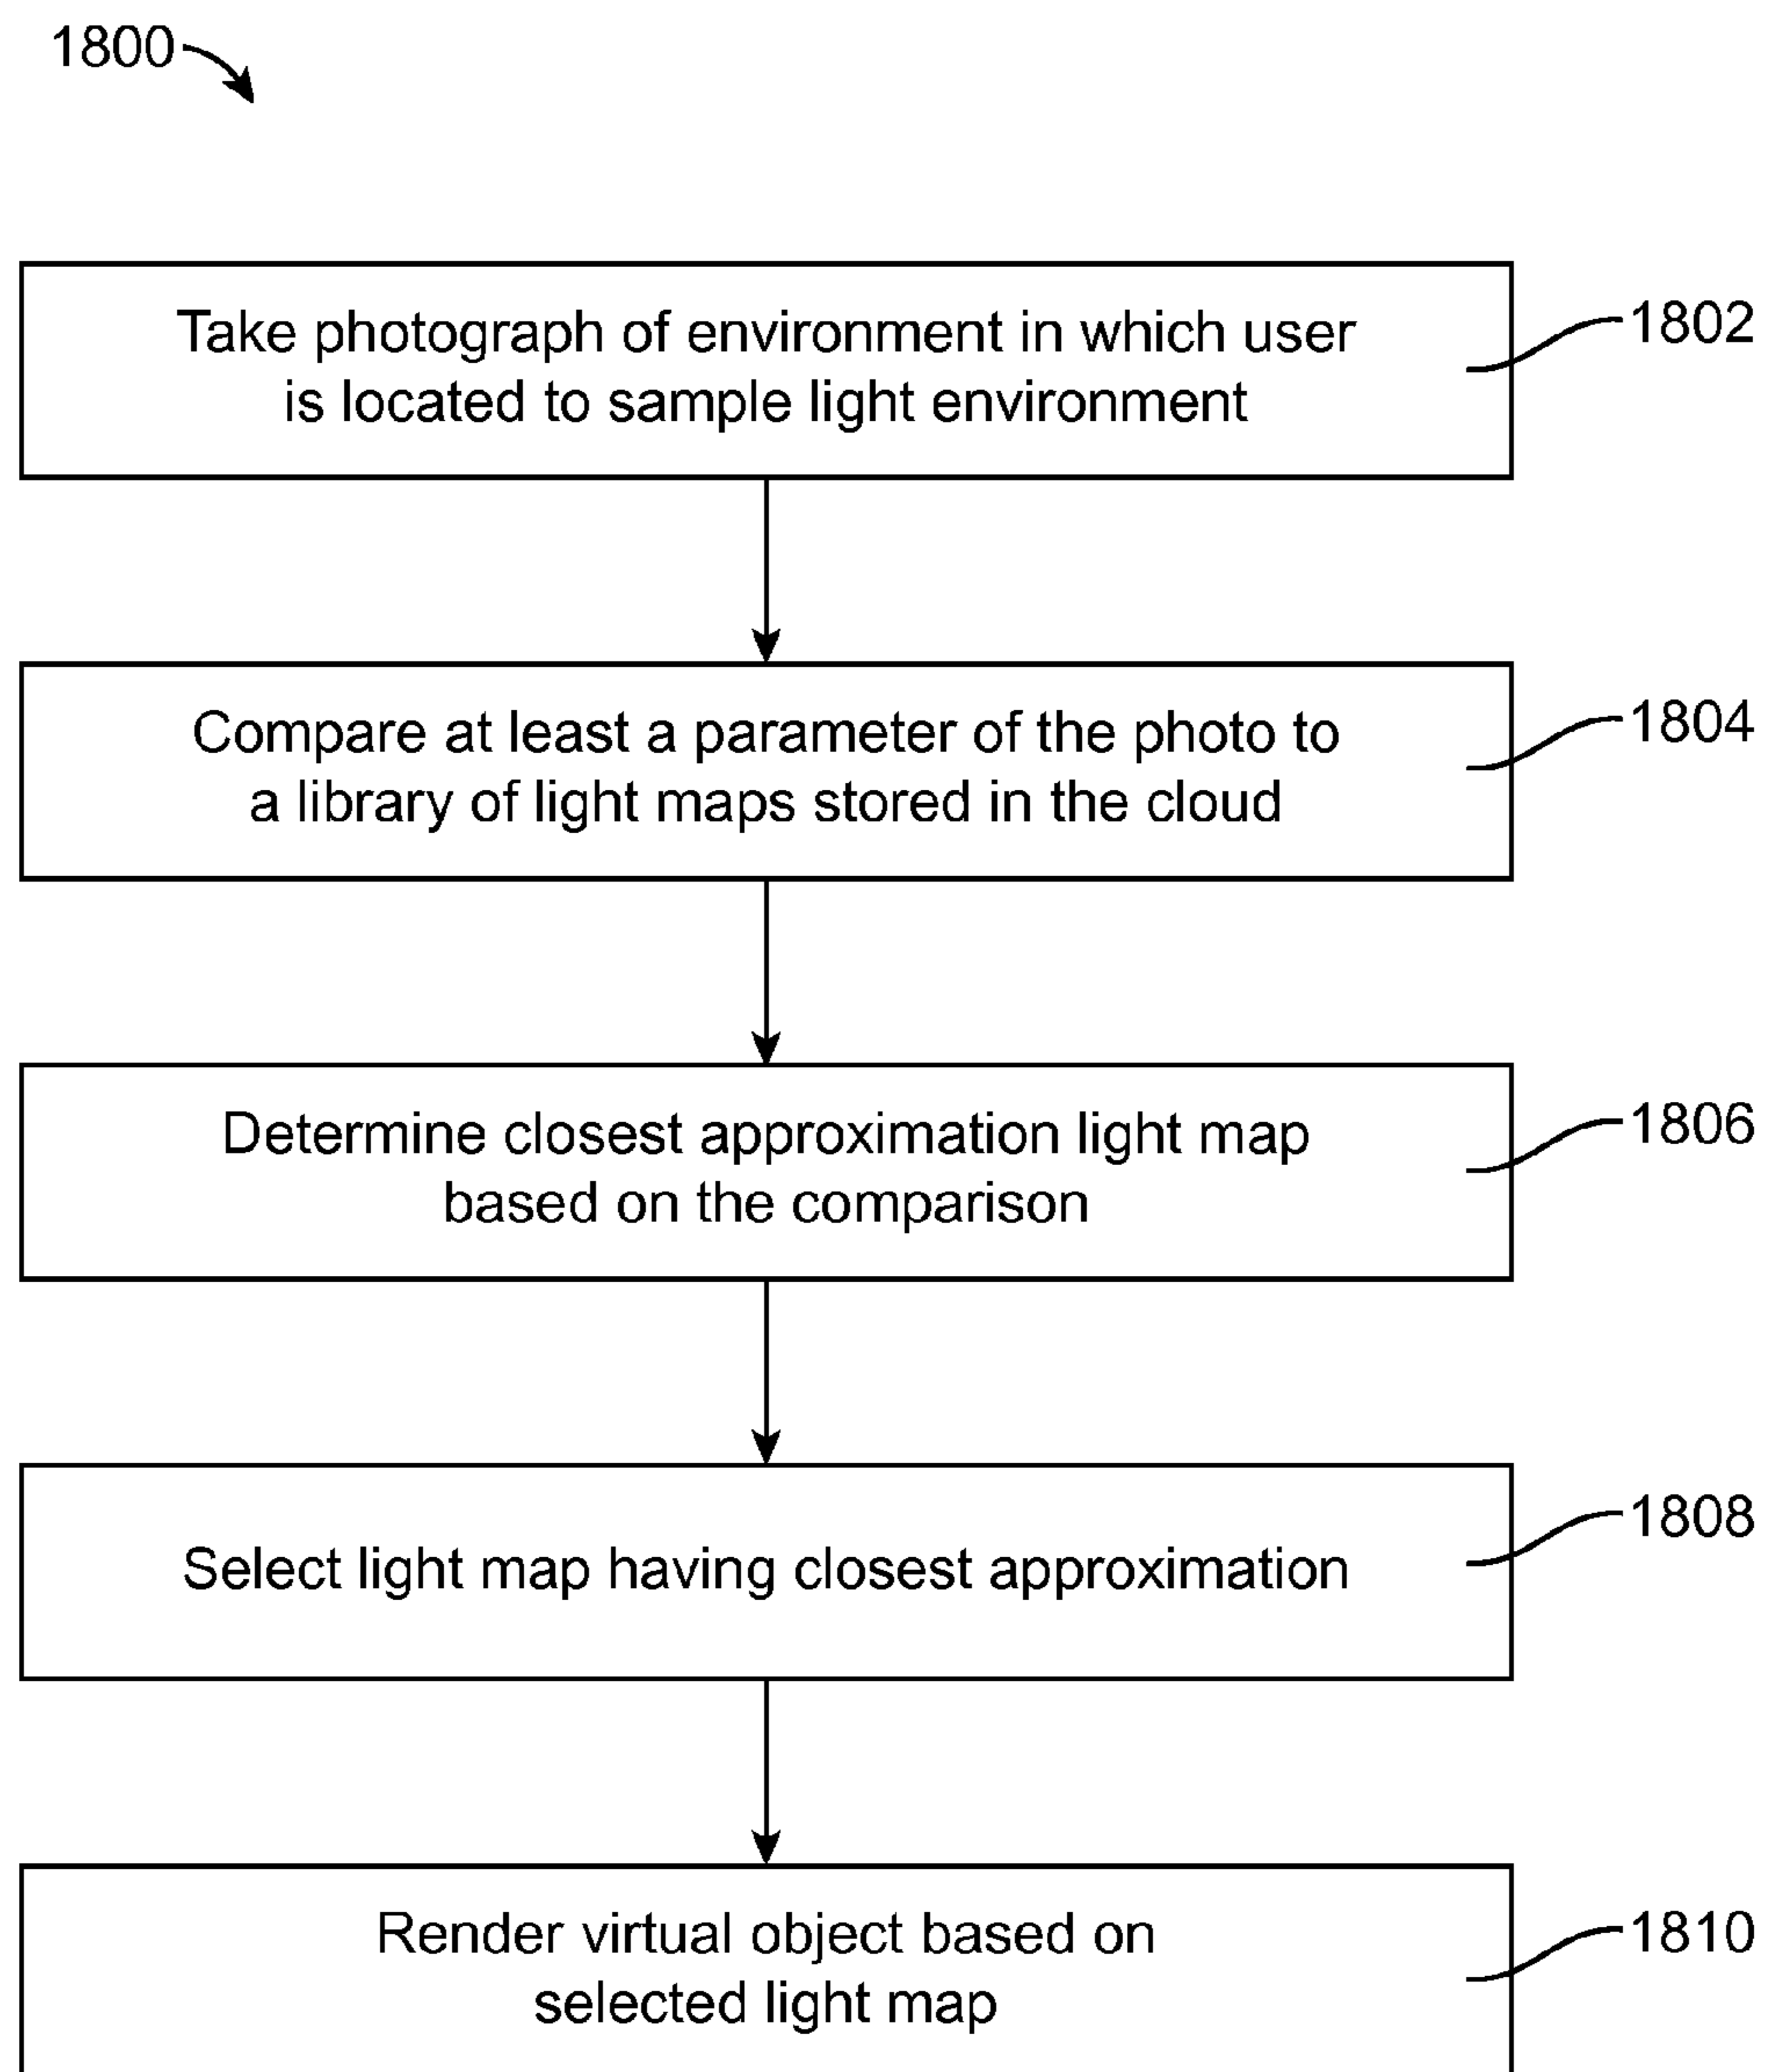 1800
Take photograph of environment in which user
is located to sample light environment
1802
Compare at least a parameter of the photo to
a library of light maps stored in the cloud
1804
Determine closest approximation light map
based on the comparison
1806
Select light map having closest approximation
1808
Render virtual object based on
selected light map
1810